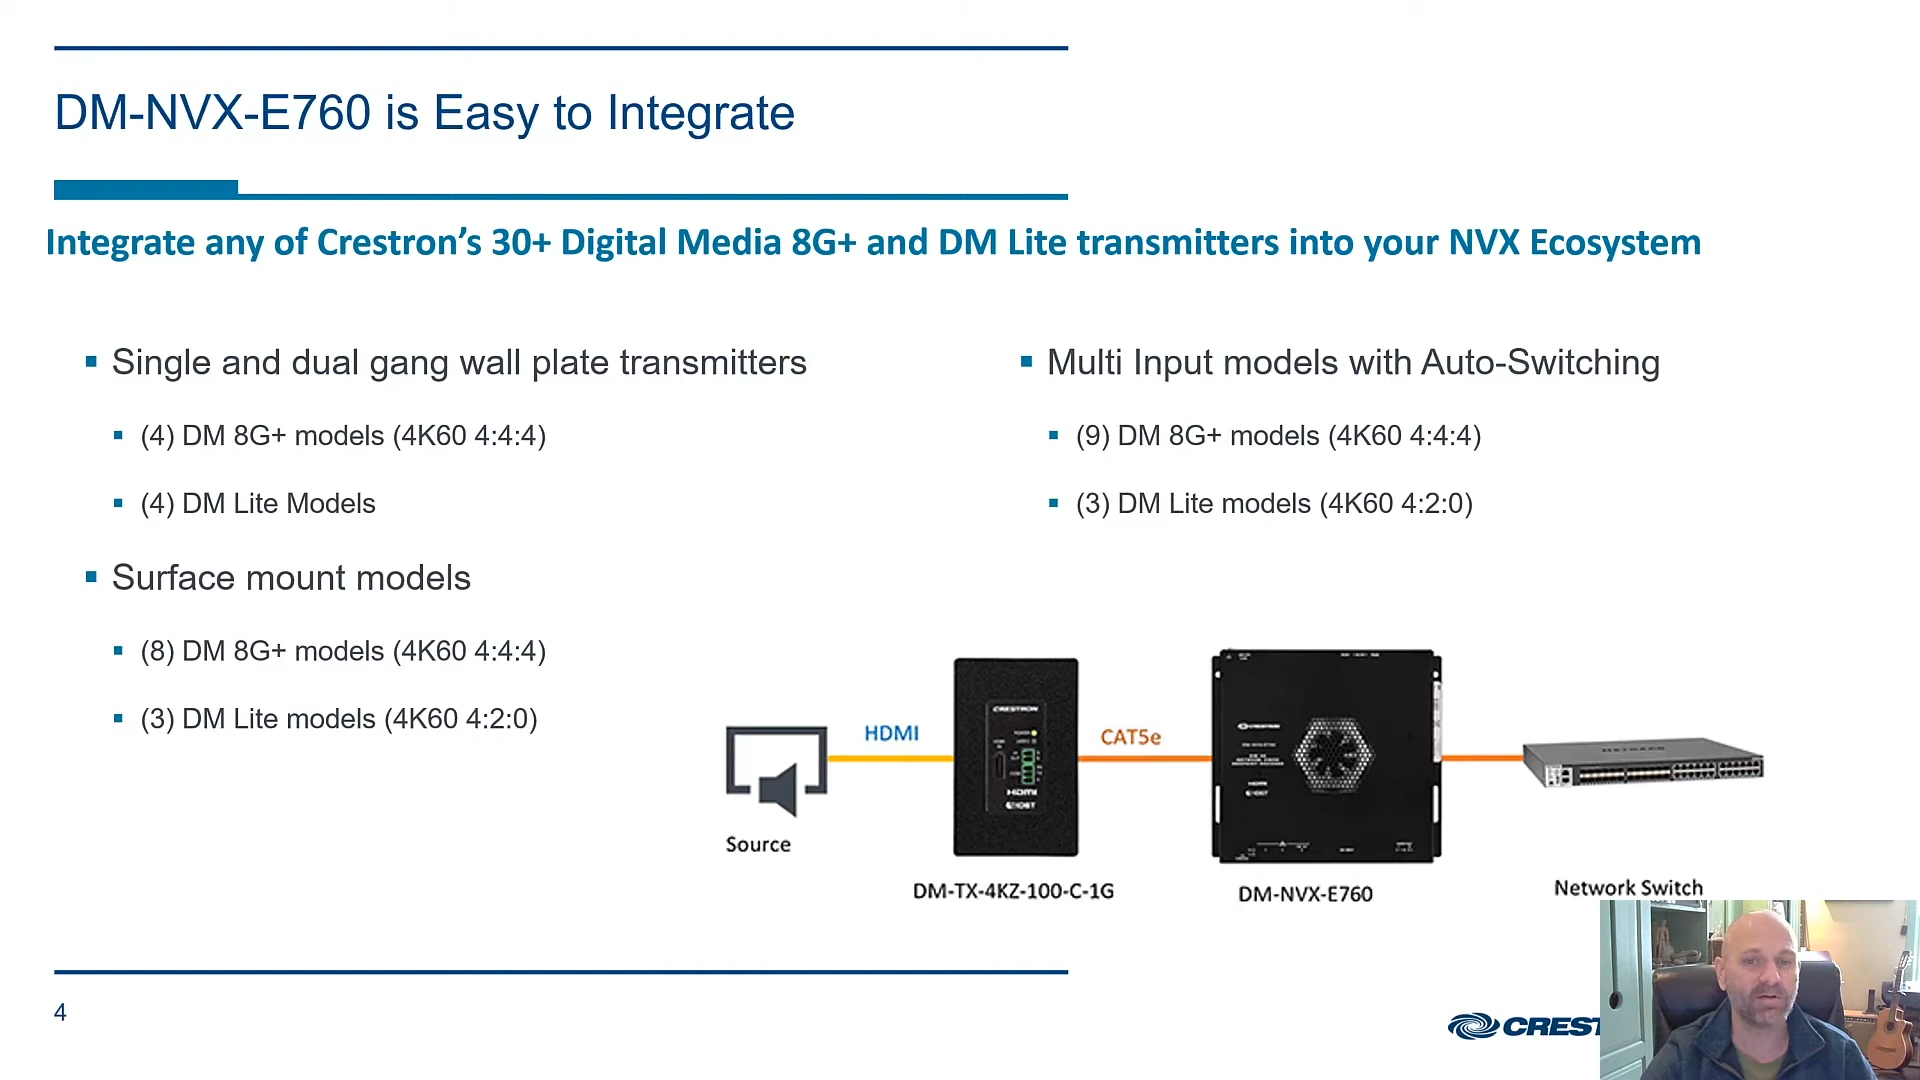 DM-NVX-E760 is Easy to Integrate
Integrate any of Crestron's 30+ Digital Media 8G+ and DM Lite transmitters into your NVX Ecosystem
Single and dual gang wall plate transmitters
(4) DM 8G+ models (4K60 4:4:4)
(4) DM Lite Models
Surface mount models
(8) DM 8G+ models (4K60 4:4:4)
(3) DM Lite models (4K60 4:2:0)
Multi Input models with Auto-Switching
(9) DM 8G+ models (4K60 4:4:4)
(3) DM Lite models (4K60 4:2:0)
HDMI
CAT5e
CRESTRON
HDMI
CRESTRON
NETGEAR
Source
DM-TX-4KZ-100-C-1G
DM-NVX-E760
Network Switch
4
CREST